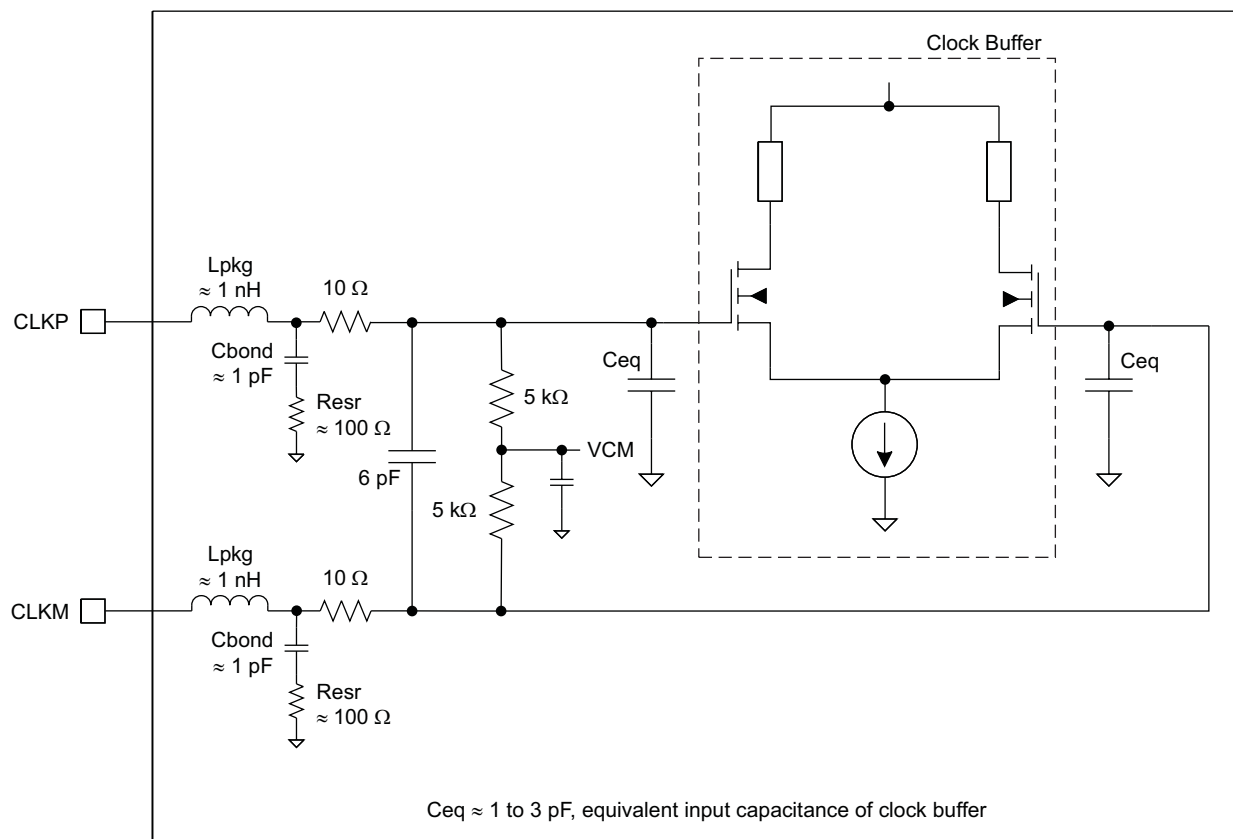 Clock Buffer
Lpkg
≈ 1 nH
10 Ω
CLKP
Cbond
≈ 1 pF
Resr
≈ 100 Ω
6 pF
5 kΩ
VCM
5 kΩ
Ceq
Ceq
Lpkg
≈ 1 nH
10 Ω
CLKM
Cbond
≈ 1 pF
Resr
≈ 100 Ω
Ceq ≈ 1 to 3 pF, equivalent input capacitance of clock buffer